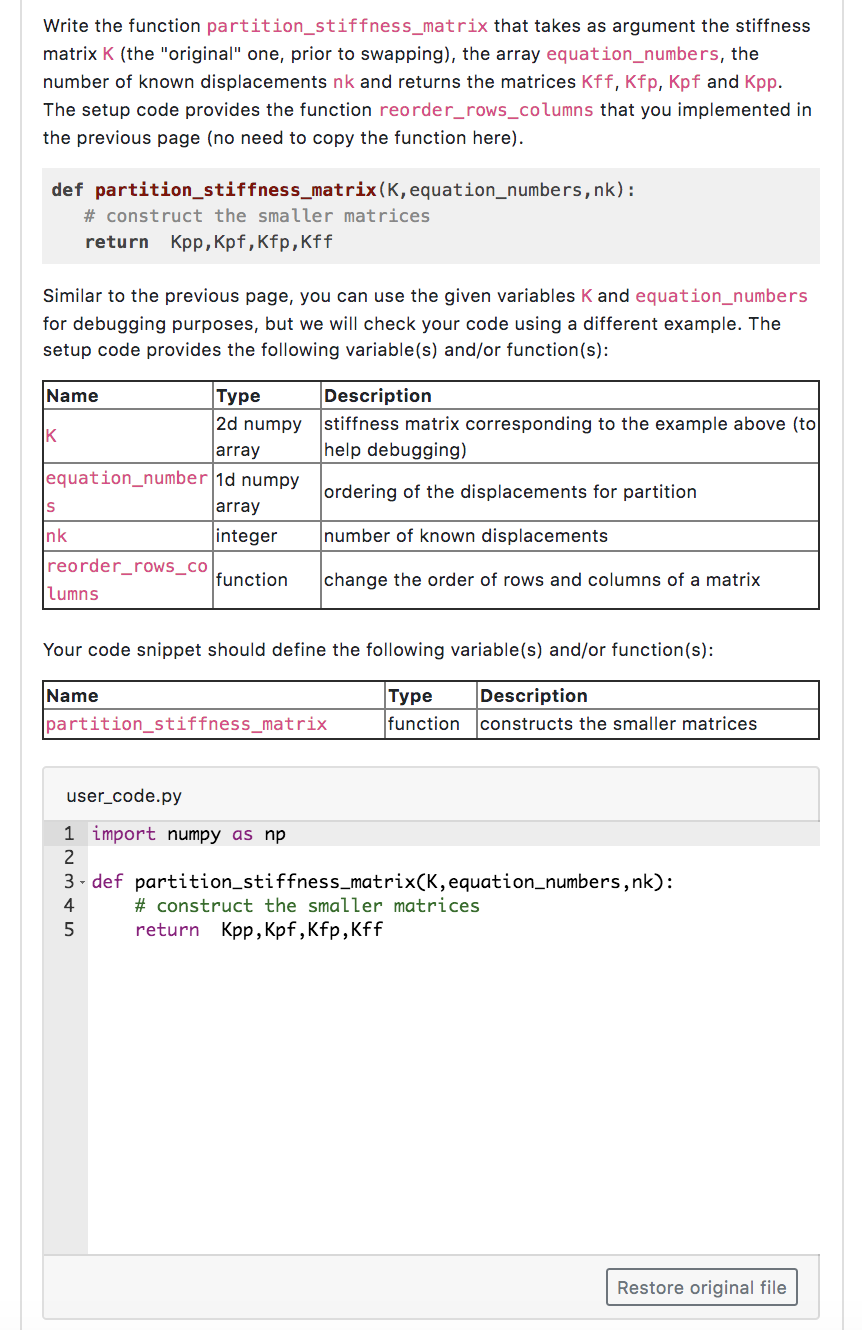 Write the function partition_stiffness_matrix that takes as argument the stiffness
matrix K (the "original" one, prior to swapping), the array equation_numbers, the
number of known displacements nk and returns the matrices Kff, Kfp, Kpf and Kpp.
The setup code provides the function reorder_rows_columns that you implemented in
the previous page (no need to copy the function here).
def partition_stiffness_matrix(K,equation_numbers,nk):
# construct the smaller matrices
return Kpp,Kpf,Kfp,Kff
Similar to the previous page, you can use the given variables K and equation_numbers
for debugging purposes, but we will check your code using a different example. The
setup code provides the following variable(s) and/or function(s):
Name Type Description
K 2d numpy array stiffness matrix corresponding to the example above (to help debugging)
equation_numbers 1d numpy array ordering of the displacements for partition
nk integer number of known displacements
reorder_rows_columns function change the order of rows and columns of a matrix
Your code snippet should define the following variable(s) and/or function(s):
Name Type Description
partition_stiffness_matrix function constructs the smaller matrices
user_code.py
1 import numpy as np
2
3 def partition_stiffness_matrix(K,equation_numbers,nk):
4 # construct the smaller matrices
5 return Kpp,Kpf,Kfp,Kff
Restore original file